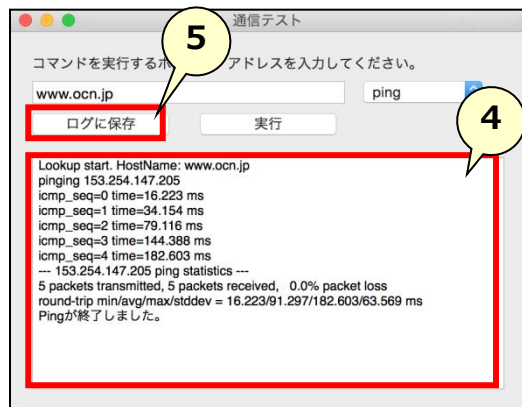 通信テスト
5
コマンドを実行するホ アドレスを入力してください。
www.ocn.jp ping
4
ログに保存 実行
Lookup start. HostName: www.ocn.jp
pinging 153.254.147.205
icmp_seq=0 time=16.223 ms
icmp_seq=1 time=34.154 ms
icmp_seq=2 time=79.116 ms
icmp_seq=3 time=144.388 ms
icmp_seq=4 time=182.603 ms
--- 153.254.147.205 ping statistics ---
5 packets transmitted, 5 packets received, 0.0% packet loss
round-trip min/avg/max/stddev = 16.223/91.297/182.603/63.569 ms
Pingが終了しました。